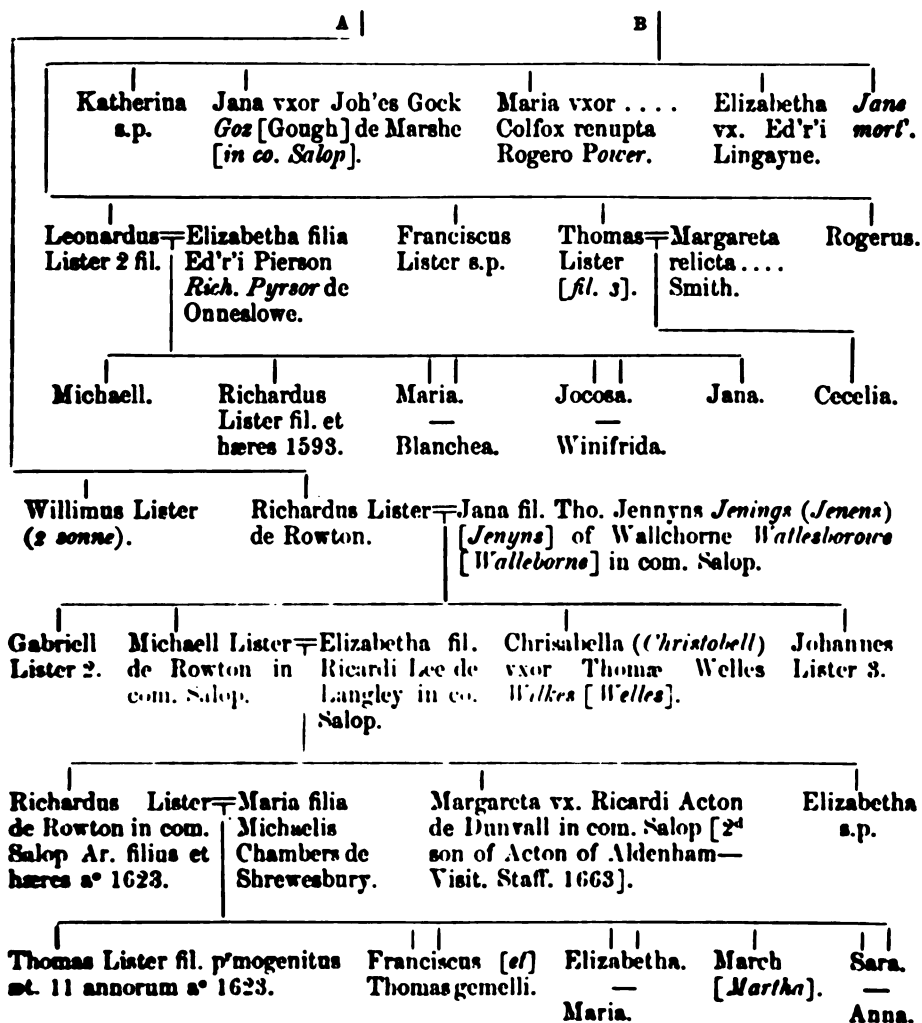 A B
Katherina s.p.
Jana vxor Joh'es Gock
Goz [Gough] de Marshe
[in co. Salop].
Maria vxor ....
Colfox renupta
Rogero Power.
Elizabetha
vx. Ed'r'i
Lingayne.
Jane
mort'.
Leonardus
Lister 2 fil.
Elizabetha filia
Ed'r'i Pierson
Rich. Pyrsor de
Onneslowe.
Franciscus
Lister s.p.
Thomas
Lister
[fil. 3].
Margareta
relicta ....
Smith.
Rogerus.
Michaell.
Richardus
Lister fil. et
hæres 1593.
Maria.
—
Blanchea.
Jocosa.
—
Winifrida.
Jana.
Cecelia.
Willimus Lister
(2 sonne).
Richardus Lister
de Rowton.
Jana fil. Tho. Jennyns Jenings (Jenens)
[Jenyns] of Wallchorne Watlesborowe
[Walleborne] in com. Salop.
Gabriell
Lister 2.
Michaell Lister
de Rowton in
com. Salop.
Elizabetha fil.
Ricardi Lee de
Langley in co.
Salop.
Chrisabella (Christobell)
vxor Thomæ Welles
Wilkes [Welles].
Johannes
Lister 3.
Richardus Lister
de Rowton in com.
Salop Ar. filius et
hæres aº 1623.
Maria filia
Michaelis
Chambers de
Shrewesbury.
Margareta vx. Ricardi Acton
de Dunvall in com. Salop [2ᵈ
son of Acton of Aldenham—
Visit. Staff. 1663].
Elizabetha
s.p.
Thomas Lister fil. p'mogenitus
æt. 11 annorum aº 1623.
Franciscus [et]
Thomas gemelli.
Elizabetha.
—
Maria.
March
[Martha].
Sara.
—
Anna.